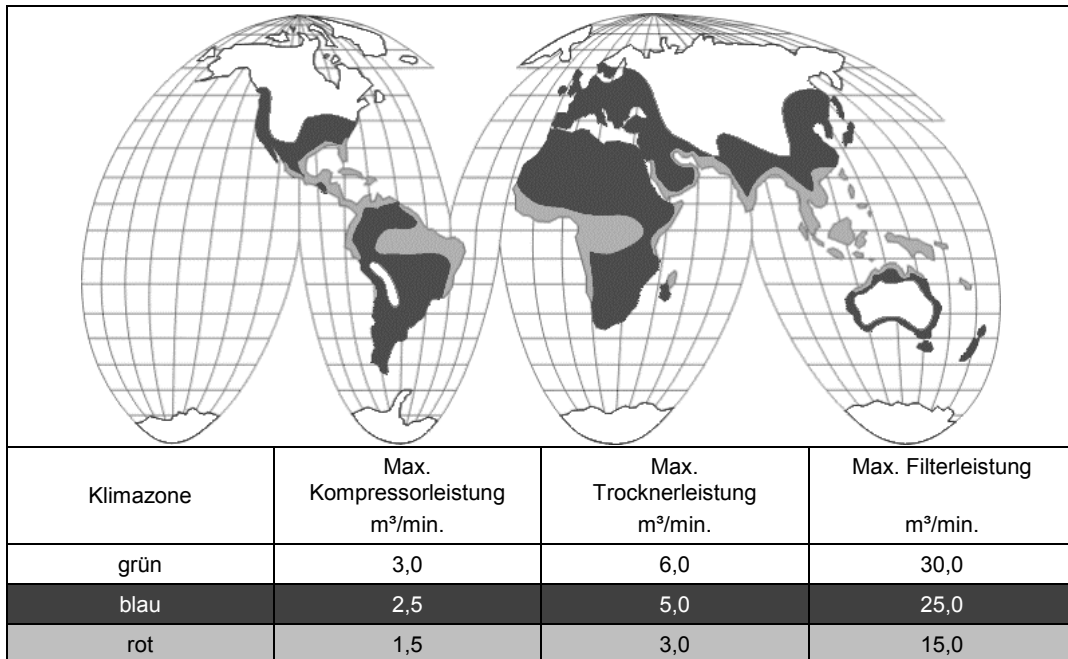 Klimazone
Max.
Kompressorleistung
m³/min.
Max.
Trocknerleistung
m³/min.
Max. Filterleistung
m³/min.
grün 3,0 6,0 30,0
blau 2,5 5,0 25,0
rot 1,5 3,0 15,0